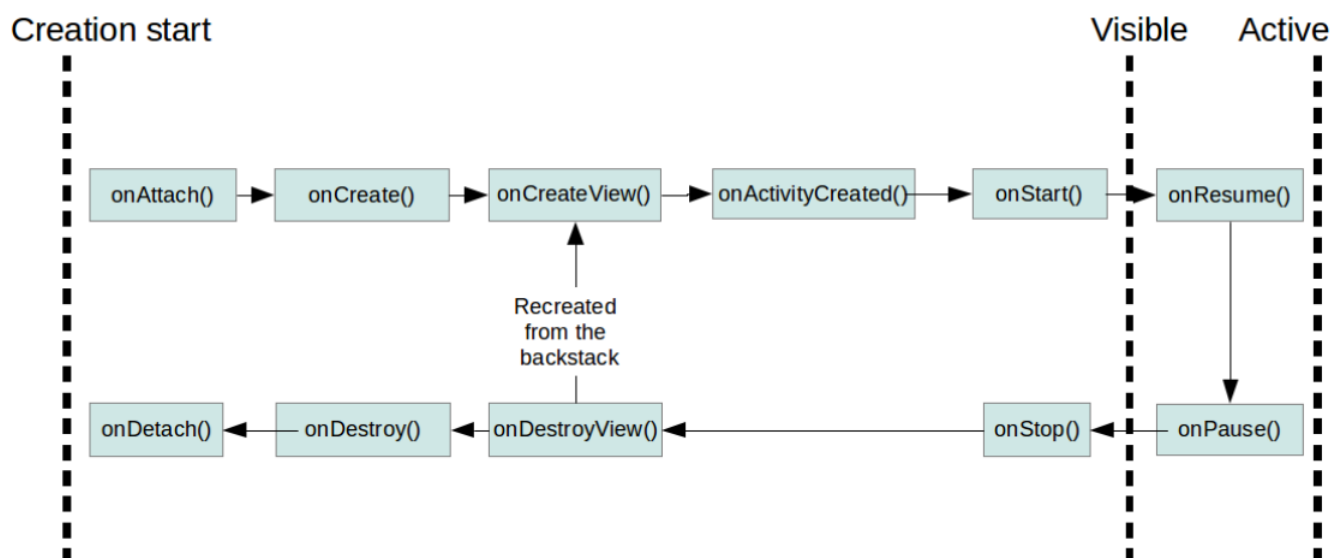 Creation start
Visible
Active
onAttach()
onCreate()
onCreateView()
onActivityCreated()
onStart()
onResume()
Recreated
from the
backstack
onDetach()
onDestroy()
onDestroyView()
onStop()
onPause()